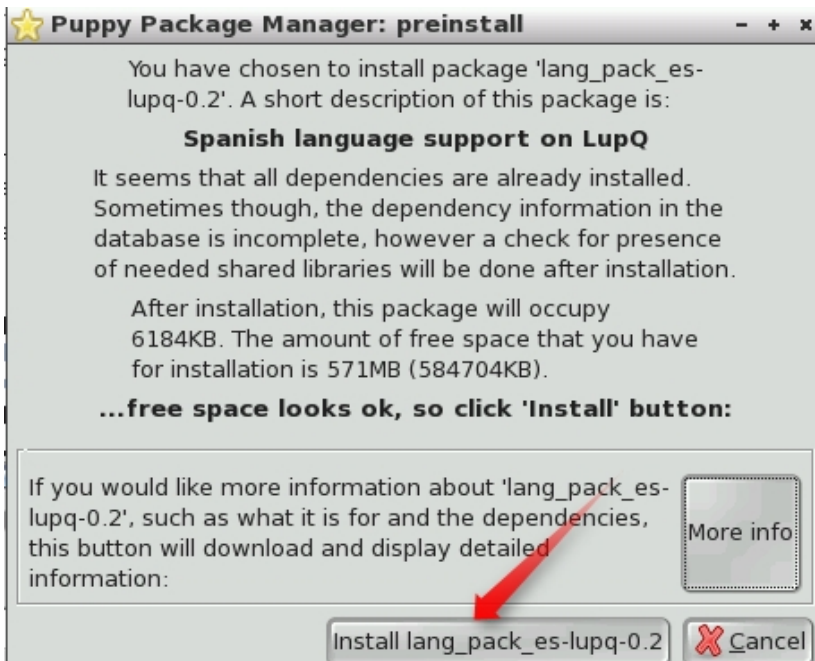 Puppy Package Manager: preinstall
You have chosen to install package 'lang_pack_es-
lupq-0.2'. A short description of this package is:
Spanish language support on LupQ
It seems that all dependencies are already installed.
Sometimes though, the dependency information in the
database is incomplete, however a check for presence
of needed shared libraries will be done after installation.
After installation, this package will occupy
6184KB. The amount of free space that you have
for installation is 571MB (584704KB).
...free space looks ok, so click 'Install' button:
If you would like more information about 'lang_pack_es-
lupq-0.2', such as what it is for and the dependencies,
this button will download and display detailed
information:
More info
Install lang_pack_es-lupq-0.2
Cancel